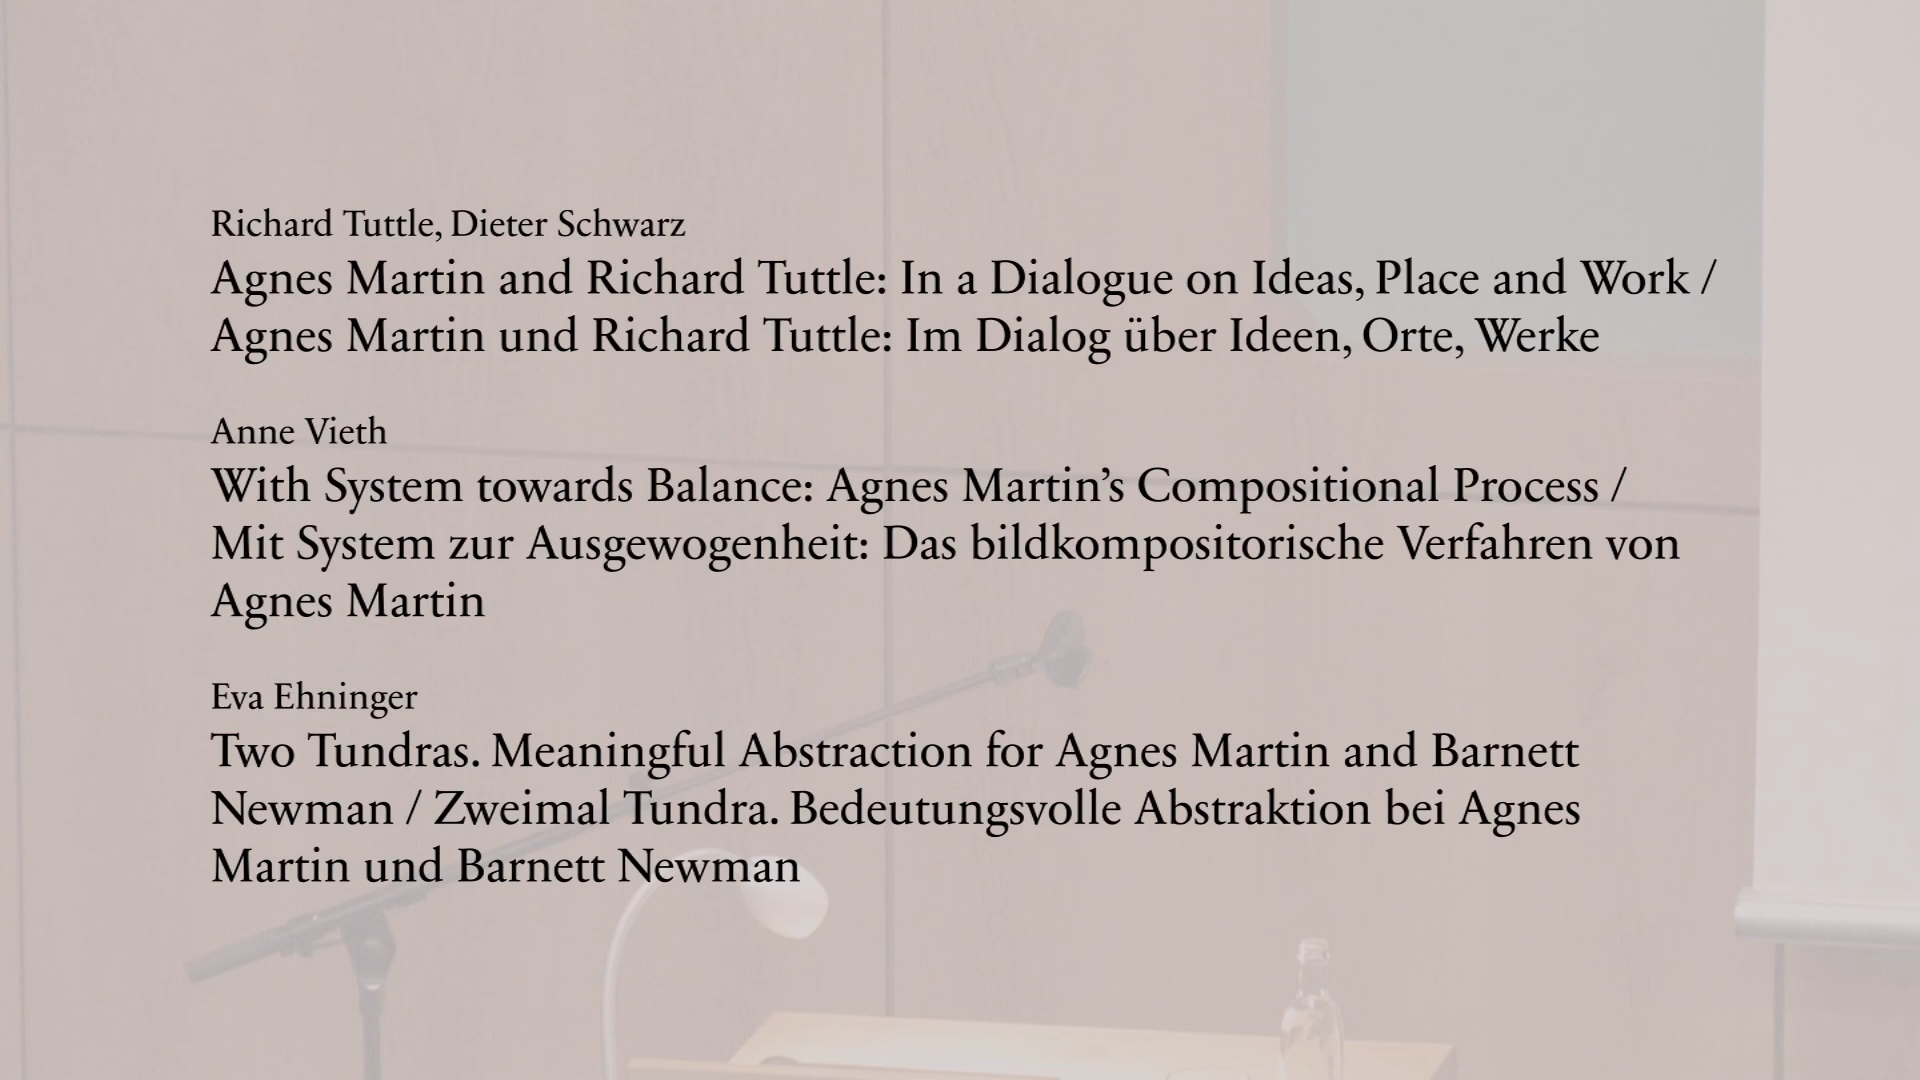 Richard Tuttle, Dieter Schwarz
Agnes Martin and Richard Tuttle: In a Dialogue on Ideas, Place and Work /
Agnes Martin und Richard Tuttle: Im Dialog über Ideen, Orte, Werke
Anne Vieth
With System towards Balance: Agnes Martin’s Compositional Process /
Mit System zur Ausgewogenheit: Das bildkompositorische Verfahren von
Agnes Martin
Eva Ehninger
Two Tundras. Meaningful Abstraction for Agnes Martin and Barnett
Newman / Zweimal Tundra. Bedeutungsvolle Abstraktion bei Agnes
Martin und Barnett Newman